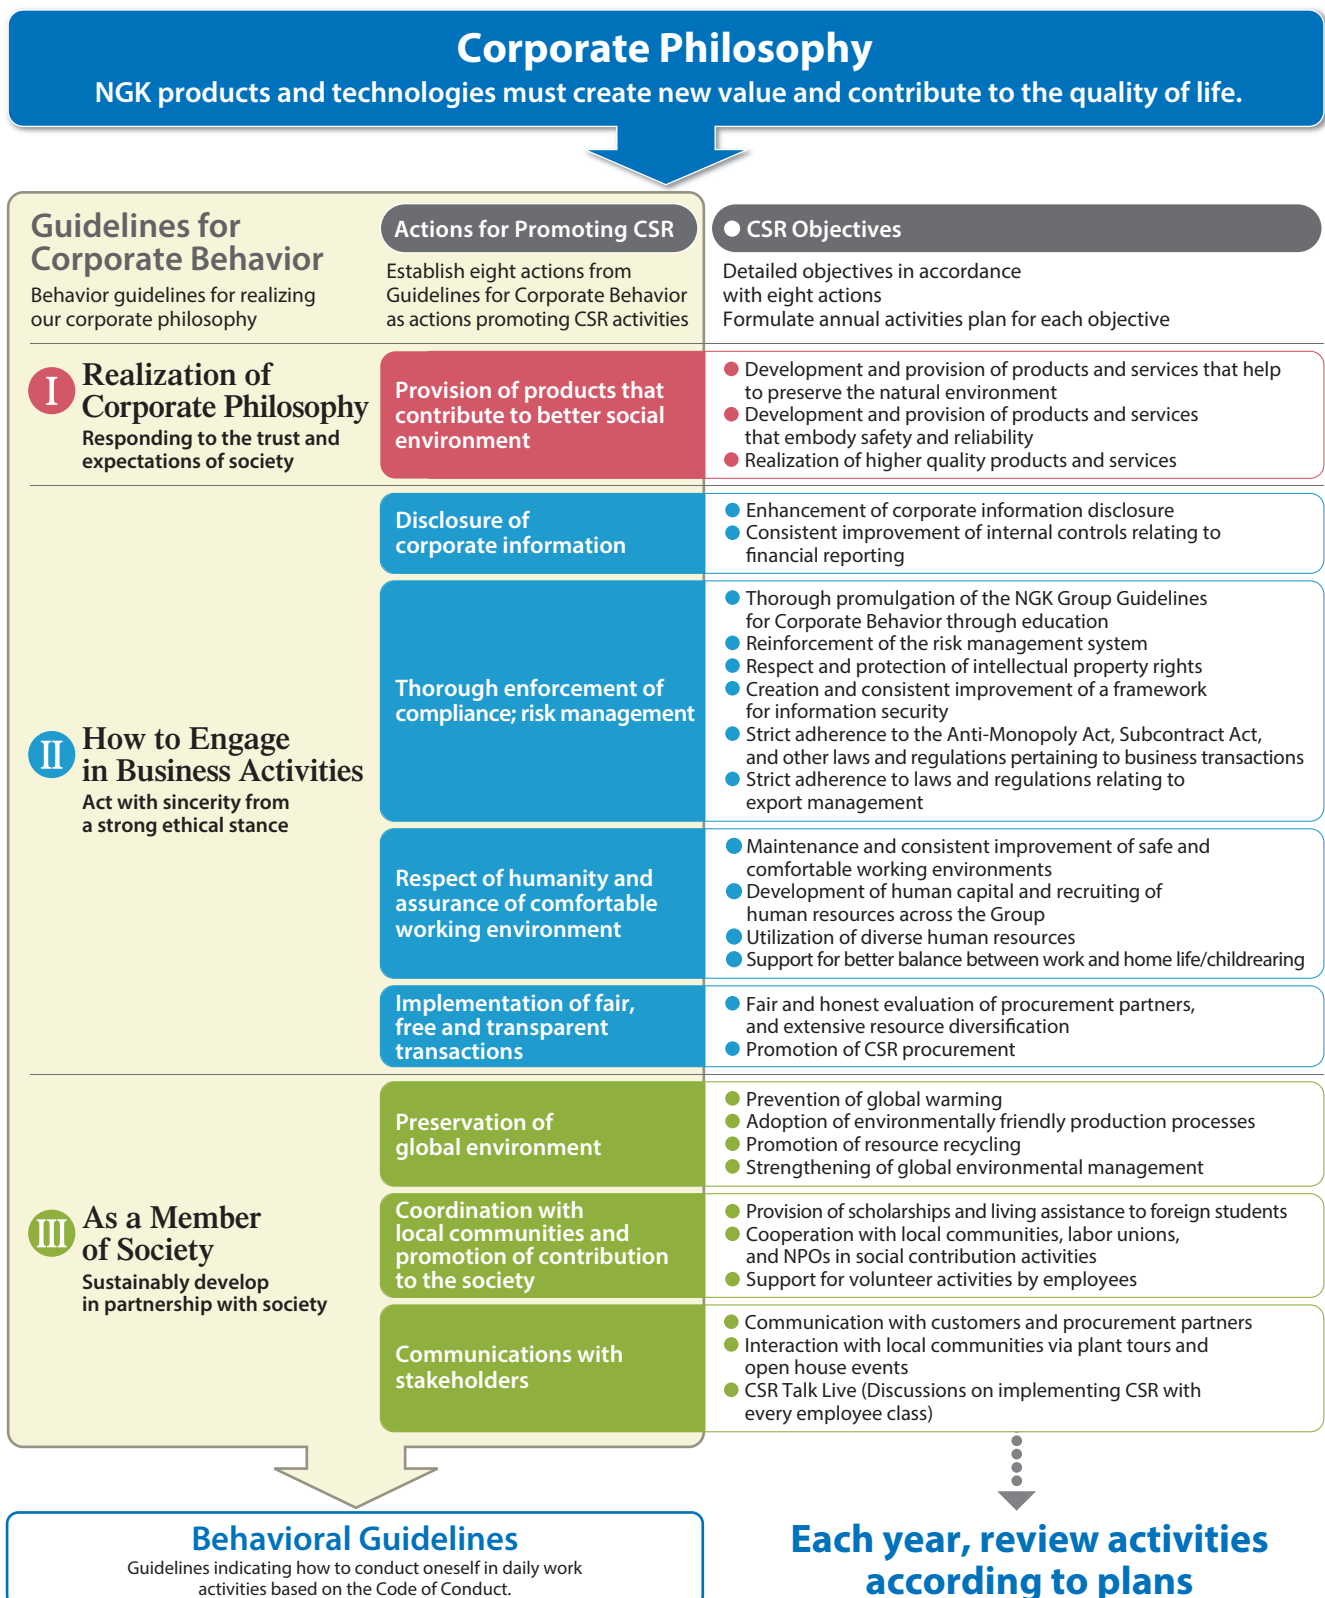 Corporate Philosophy
NGK products and technologies must create new value and contribute to the quality of life.
Guidelines for
Corporate Behavior
Behavior guidelines for realizing
our corporate philosophy
Actions for Promoting CSR
Establish eight actions from
Guidelines for Corporate Behavior
as actions promoting CSR activities
● CSR Objectives
Detailed objectives in accordance
with eight actions
Formulate annual activities plan for each objective
I Realization of
Corporate Philosophy
Responding to the trust and
expectations of society
Provision of products that
contribute to better social
environment
● Development and provision of products and services that help
to preserve the natural environment
● Development and provision of products and services
that embody safety and reliability
● Realization of higher quality products and services
II How to Engage
in Business Activities
Act with sincerity from
a strong ethical stance
Disclosure of
corporate information
● Enhancement of corporate information disclosure
● Consistent improvement of internal controls relating to
financial reporting
Thorough enforcement of
compliance; risk management
● Thorough promulgation of the NGK Group Guidelines
for Corporate Behavior through education
● Reinforcement of the risk management system
● Respect and protection of intellectual property rights
● Creation and consistent improvement of a framework
for information security
● Strict adherence to the Anti-Monopoly Act, Subcontract Act,
and other laws and regulations pertaining to business transactions
● Strict adherence to laws and regulations relating to
export management
Respect of humanity and
assurance of comfortable
working environment
● Maintenance and consistent improvement of safe and
comfortable working environments
● Development of human capital and recruiting of
human resources across the Group
● Utilization of diverse human resources
● Support for better balance between work and home life/childrearing
Implementation of fair,
free and transparent
transactions
● Fair and honest evaluation of procurement partners,
and extensive resource diversification
● Promotion of CSR procurement
III As a Member
of Society
Sustainably develop
in partnership with society
Preservation of
global environment
● Prevention of global warming
● Adoption of environmentally friendly production processes
● Promotion of resource recycling
● Strengthening of global environmental management
Coordination with
local communities and
promotion of contribution
to the society
● Provision of scholarships and living assistance to foreign students
● Cooperation with local communities, labor unions,
and NPOs in social contribution activities
● Support for volunteer activities by employees
Communications with
stakeholders
● Communication with customers and procurement partners
● Interaction with local communities via plant tours and
open house events
● CSR Talk Live (Discussions on implementing CSR with
every employee class)
Behavioral Guidelines
Guidelines indicating how to conduct oneself in daily work
activities based on the Code of Conduct.
Each year, review activities
according to plans